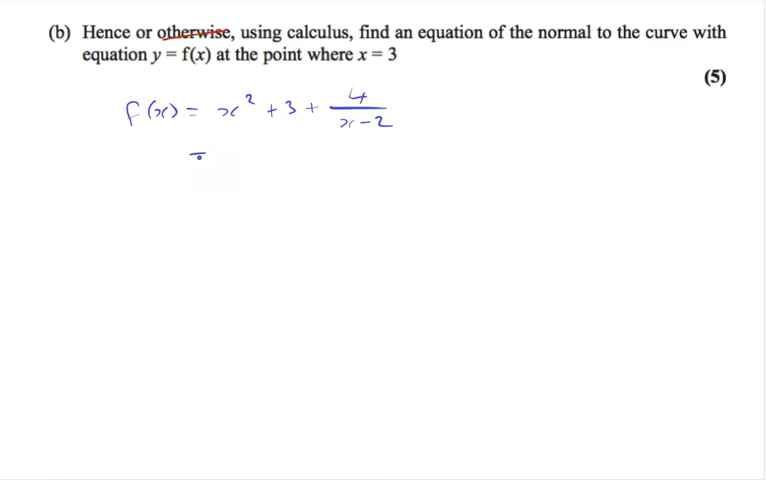 (b) Hence or otherwise, using calculus, find an equation of the normal to the curve with
equation y = f(x) at the point where x = 3
(5)
f(x) = x² + 3 + 4/(x-2)
=